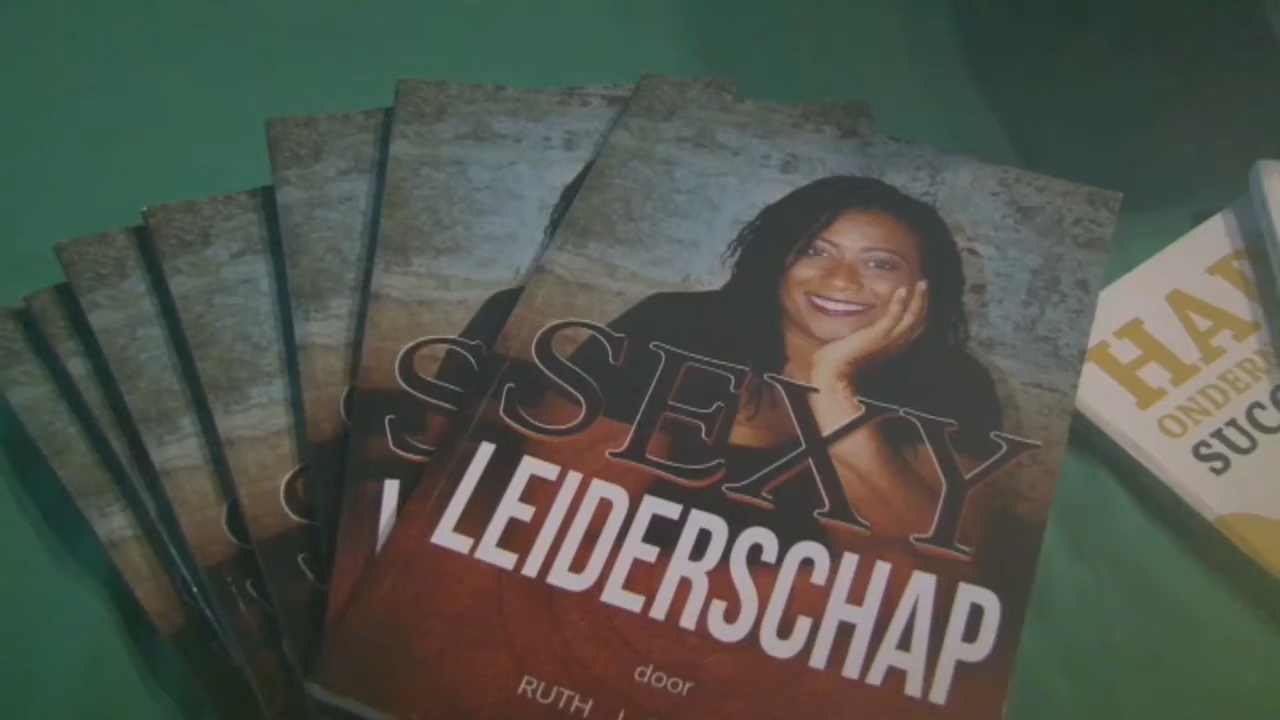 SEXY
LEIDERSCHAP
door
RUTH
S
S
HA
ONDER
SUCC